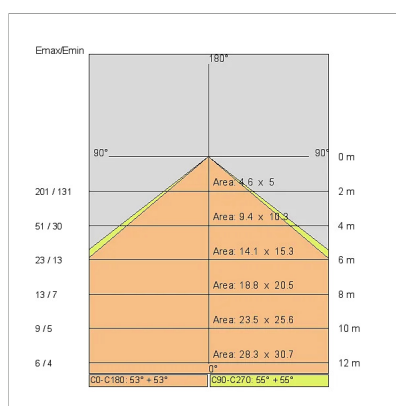 Emax/Emin
180°
90° 90° 0 m
201 / 131 Area: 4.6 x 5 2 m
51 / 30 Area: 9.4 x 10.3 4 m
23 / 13 Area: 14.1 x 15.3 6 m
13 / 7 Area: 18.8 x 20.5 8 m
9 / 5 Area: 23.5 x 25.6 10 m
6 / 4 Area: 28.3 x 30.7 12 m
0°
C0-C180: 53° + 53° C90-C270: 55° + 55°